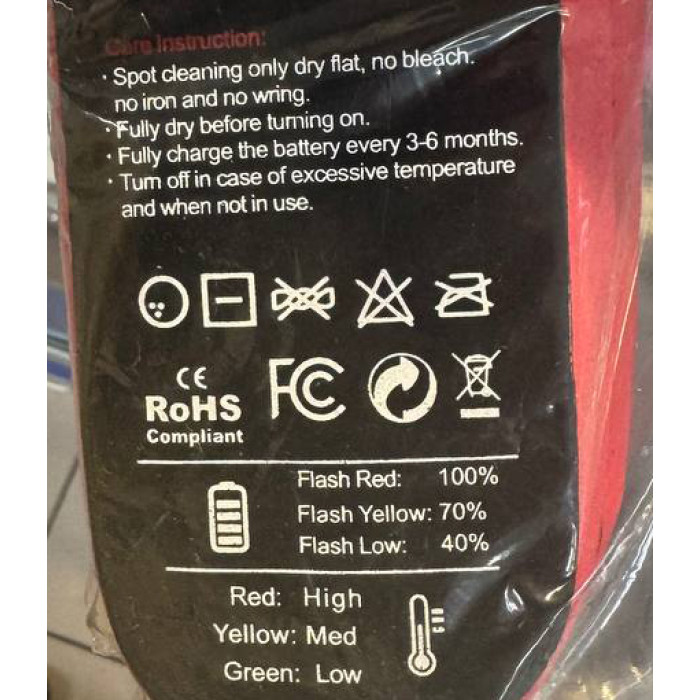 Care Instruction:
· Spot cleaning only dry flat, no bleach.
no iron and no wring.
· Fully dry before turning on.
· Fully charge the battery every 3-6 months.
· Turn off in case of excessive temperature
and when not in use.
CE
RoHS
Compliant
FC
Flash Red: 100%
Flash Yellow: 70%
Flash Low: 40%
Red: High
Yellow: Med
Green: Low